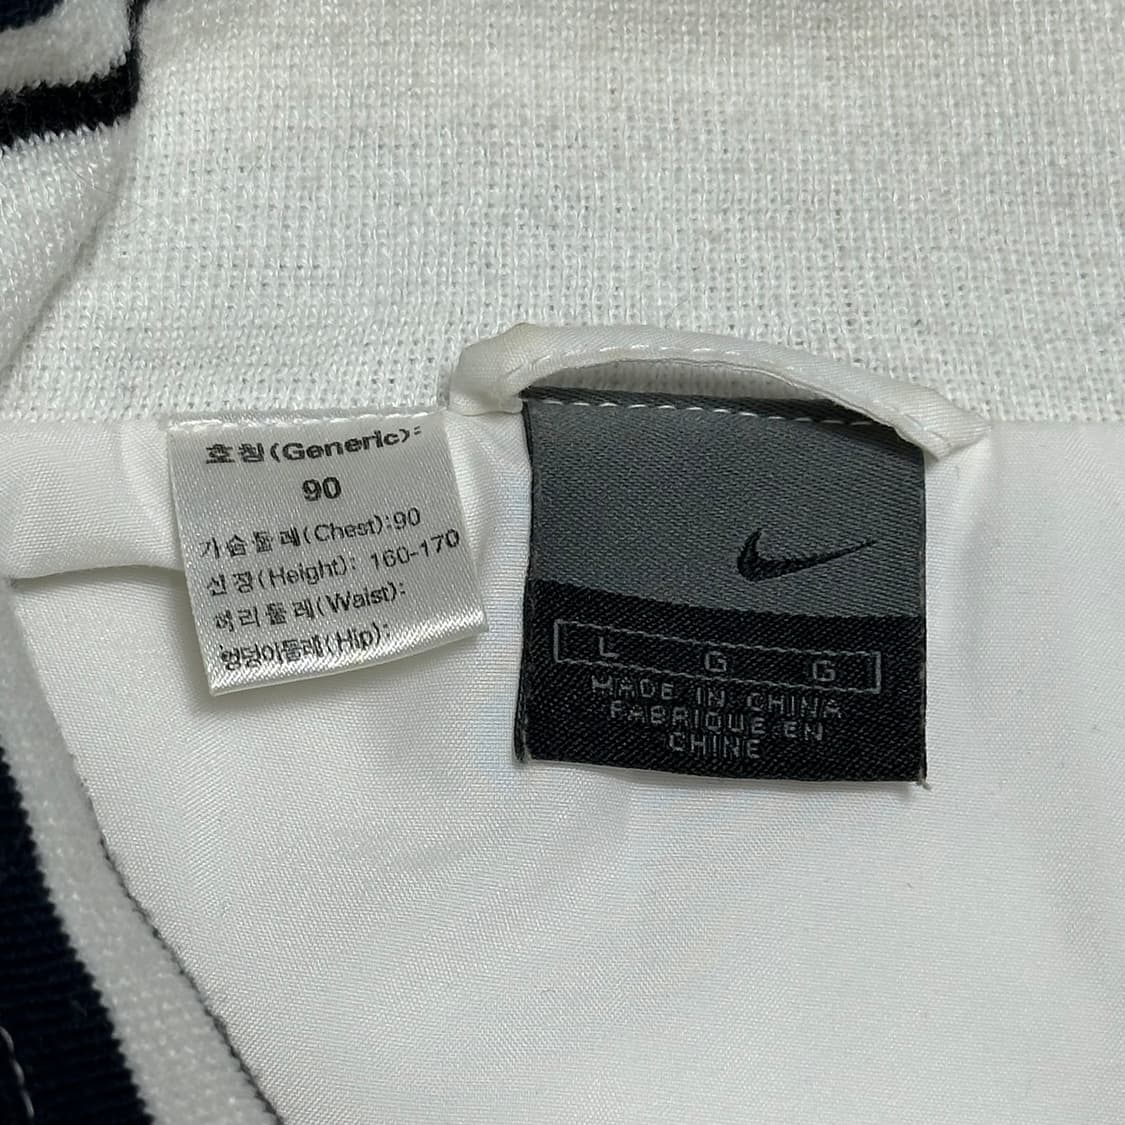 호칭(Generic):
90
가슴둘레(Chest):90
신장(Height): 160-170
허리둘레(Waist):
엉덩이둘레(Hip):
L G G
MADE IN CHINA
FABRIQUE EN
CHINE